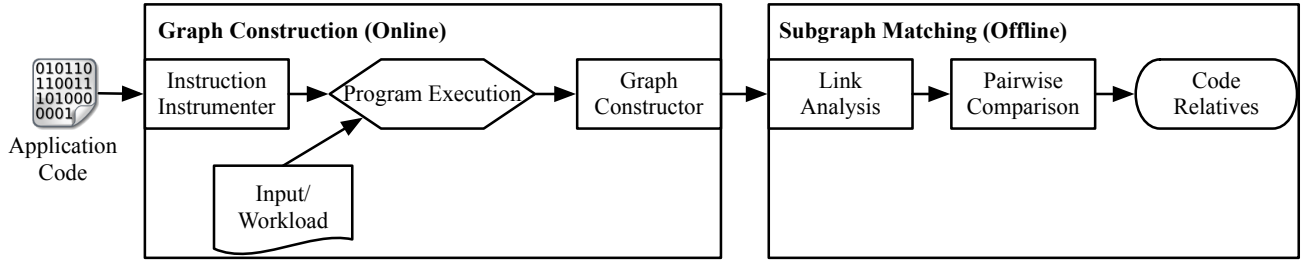 Graph Construction (Online)
Subgraph Matching (Offline)
010110
110011
101000
0001
Application
Code
Instruction
Instrumenter
Program Execution
Graph
Constructor
Input/
Workload
Link
Analysis
Pairwise
Comparison
Code
Relatives